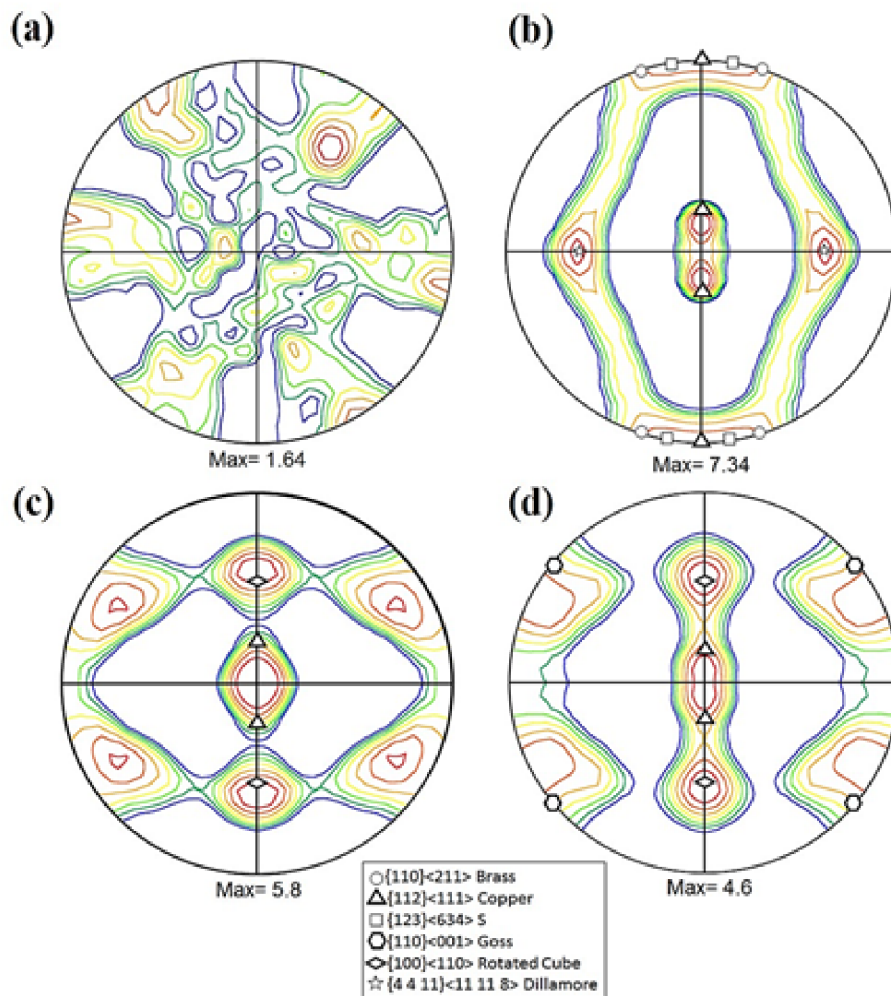 (a)
(b)
Max= 1.64
Max= 7.34
(c)
(d)
Max= 5.8
Max= 4.6
{110}<211> Brass
{112}<111> Copper
{123}<634> S
{110}<001> Goss
{100}<110> Rotated Cube
{4 4 11}<11 11 8> Dillamore